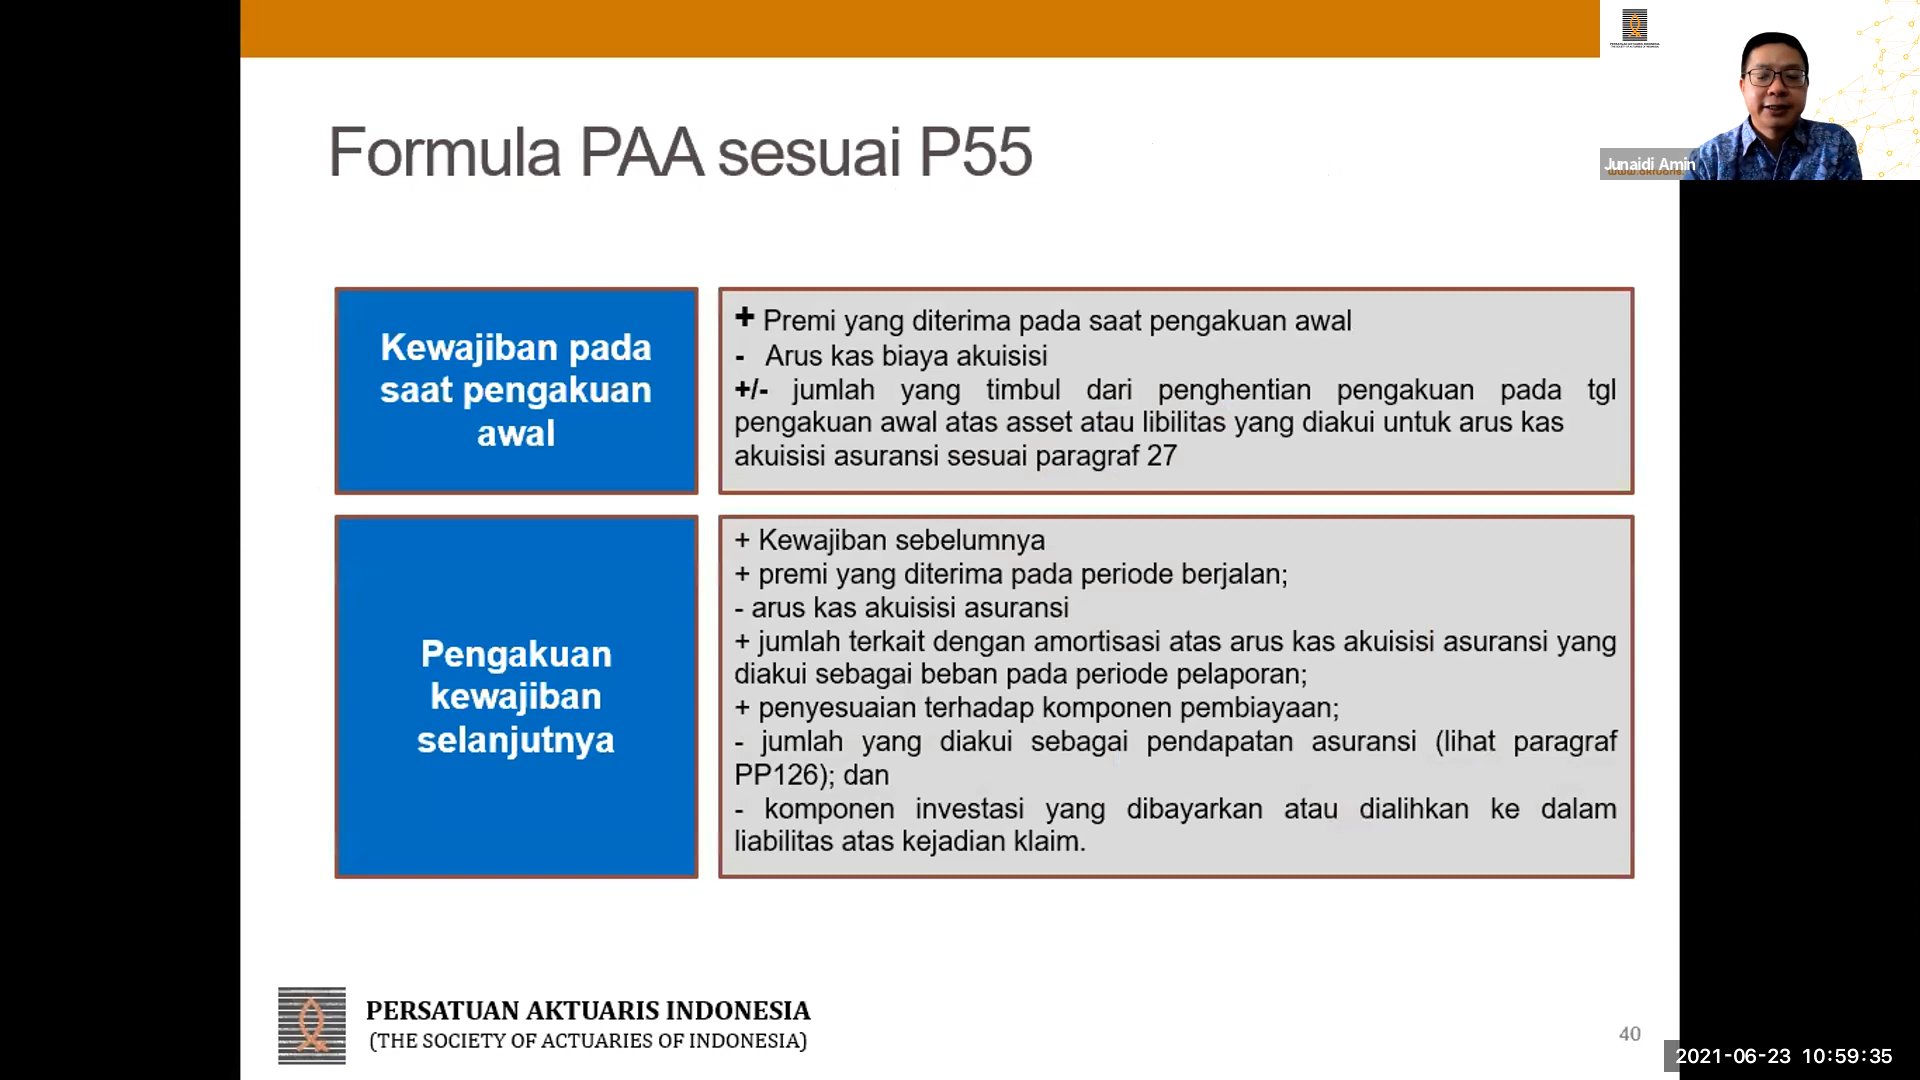 Junaidi Amin
Formula PAA sesuai P55
Kewajiban pada
saat pengakuan
awal
+ Premi yang diterima pada saat pengakuan awal
- Arus kas biaya akuisisi
+/- jumlah yang timbul dari penghentian pengakuan pada tgl
pengakuan awal atas asset atau libilitas yang diakui untuk arus kas
akuisisi asuransi sesuai paragraf 27
Pengakuan
kewajiban
selanjutnya
+ Kewajiban sebelumnya
+ premi yang diterima pada periode berjalan;
- arus kas akuisisi asuransi
+ jumlah terkait dengan amortisasi atas arus kas akuisisi asuransi yang
diakui sebagai beban pada periode pelaporan;
+ penyesuaian terhadap komponen pembiayaan;
- jumlah yang diakui sebagai pendapatan asuransi (lihat paragraf
PP126); dan
- komponen investasi yang dibayarkan atau dialihkan ke dalam
liabilitas atas kejadian klaim.
PERSATUAN AKTUARIS INDONESIA
(THE SOCIETY OF ACTUARIES OF INDONESIA)
40
2021-06-23 10:59:35